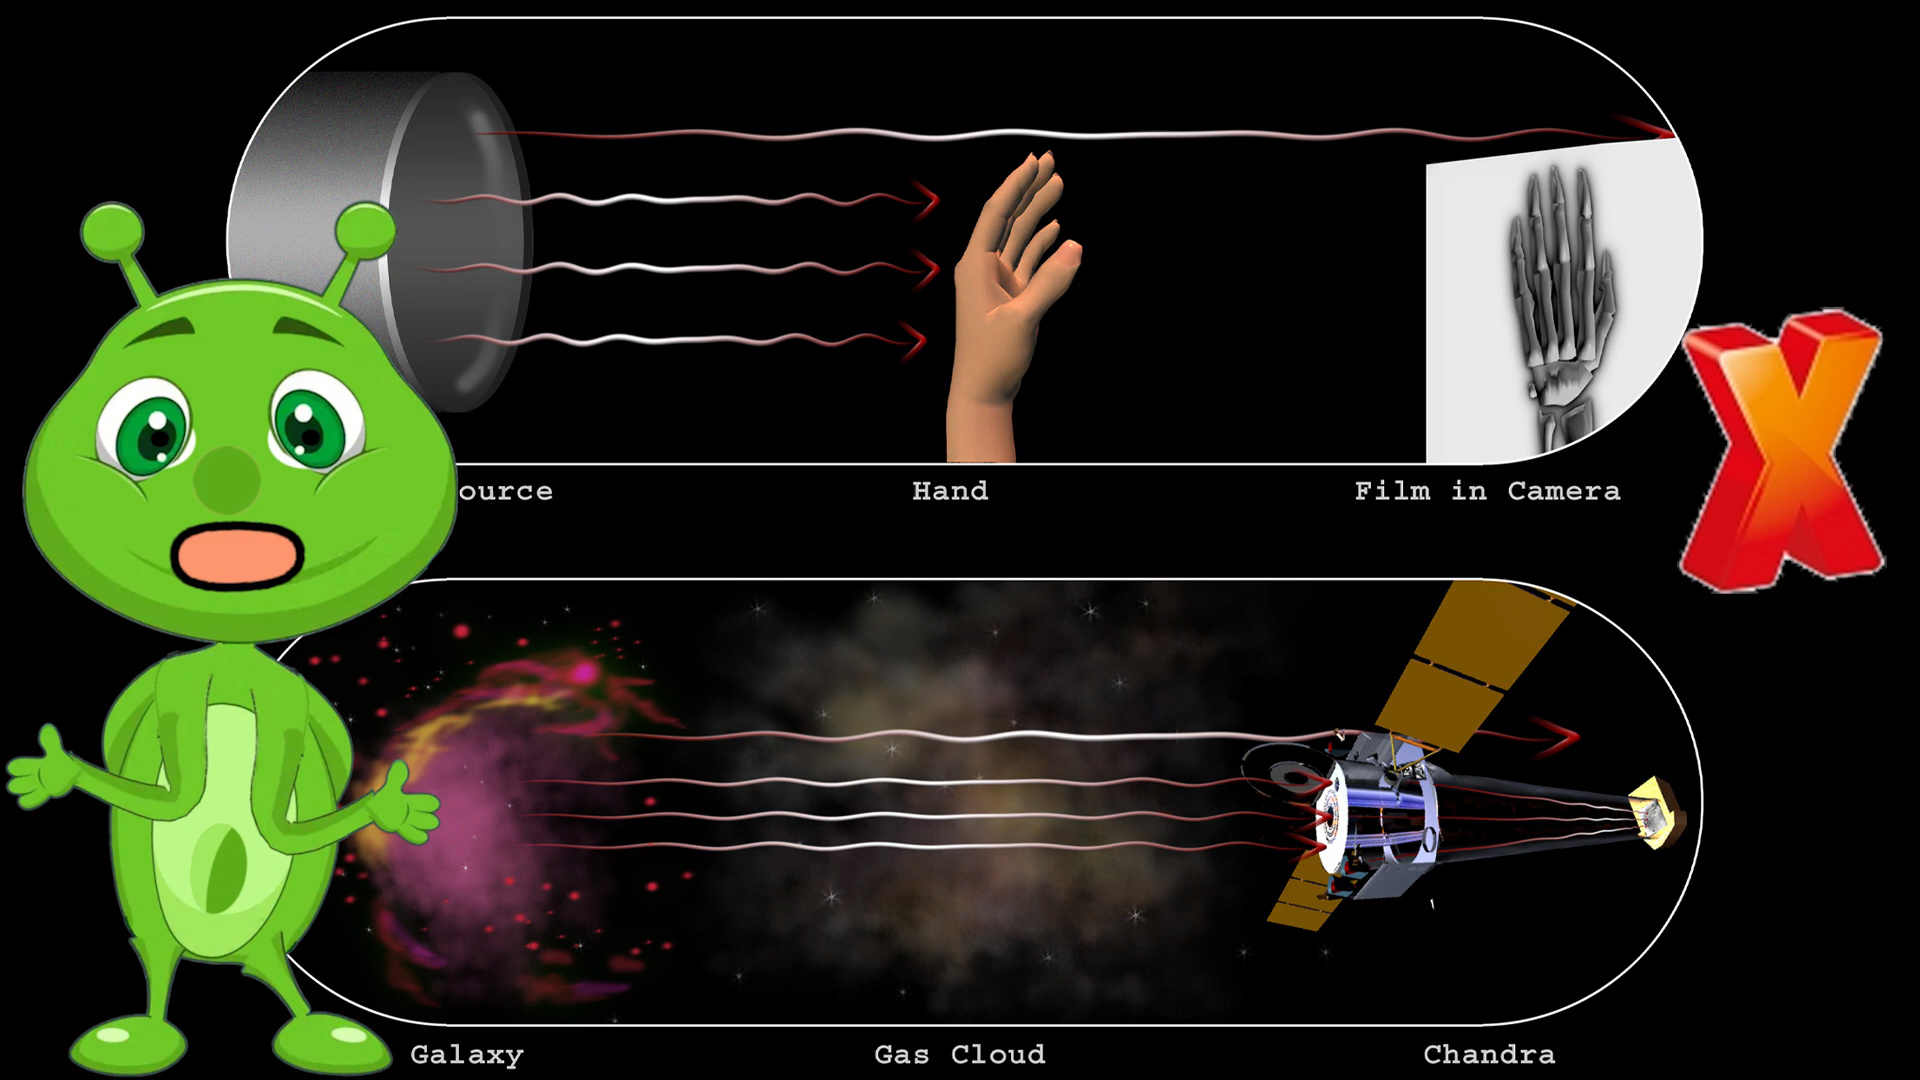 ource
Hand
Film in Camera
X
Galaxy
Gas Cloud
Chandra